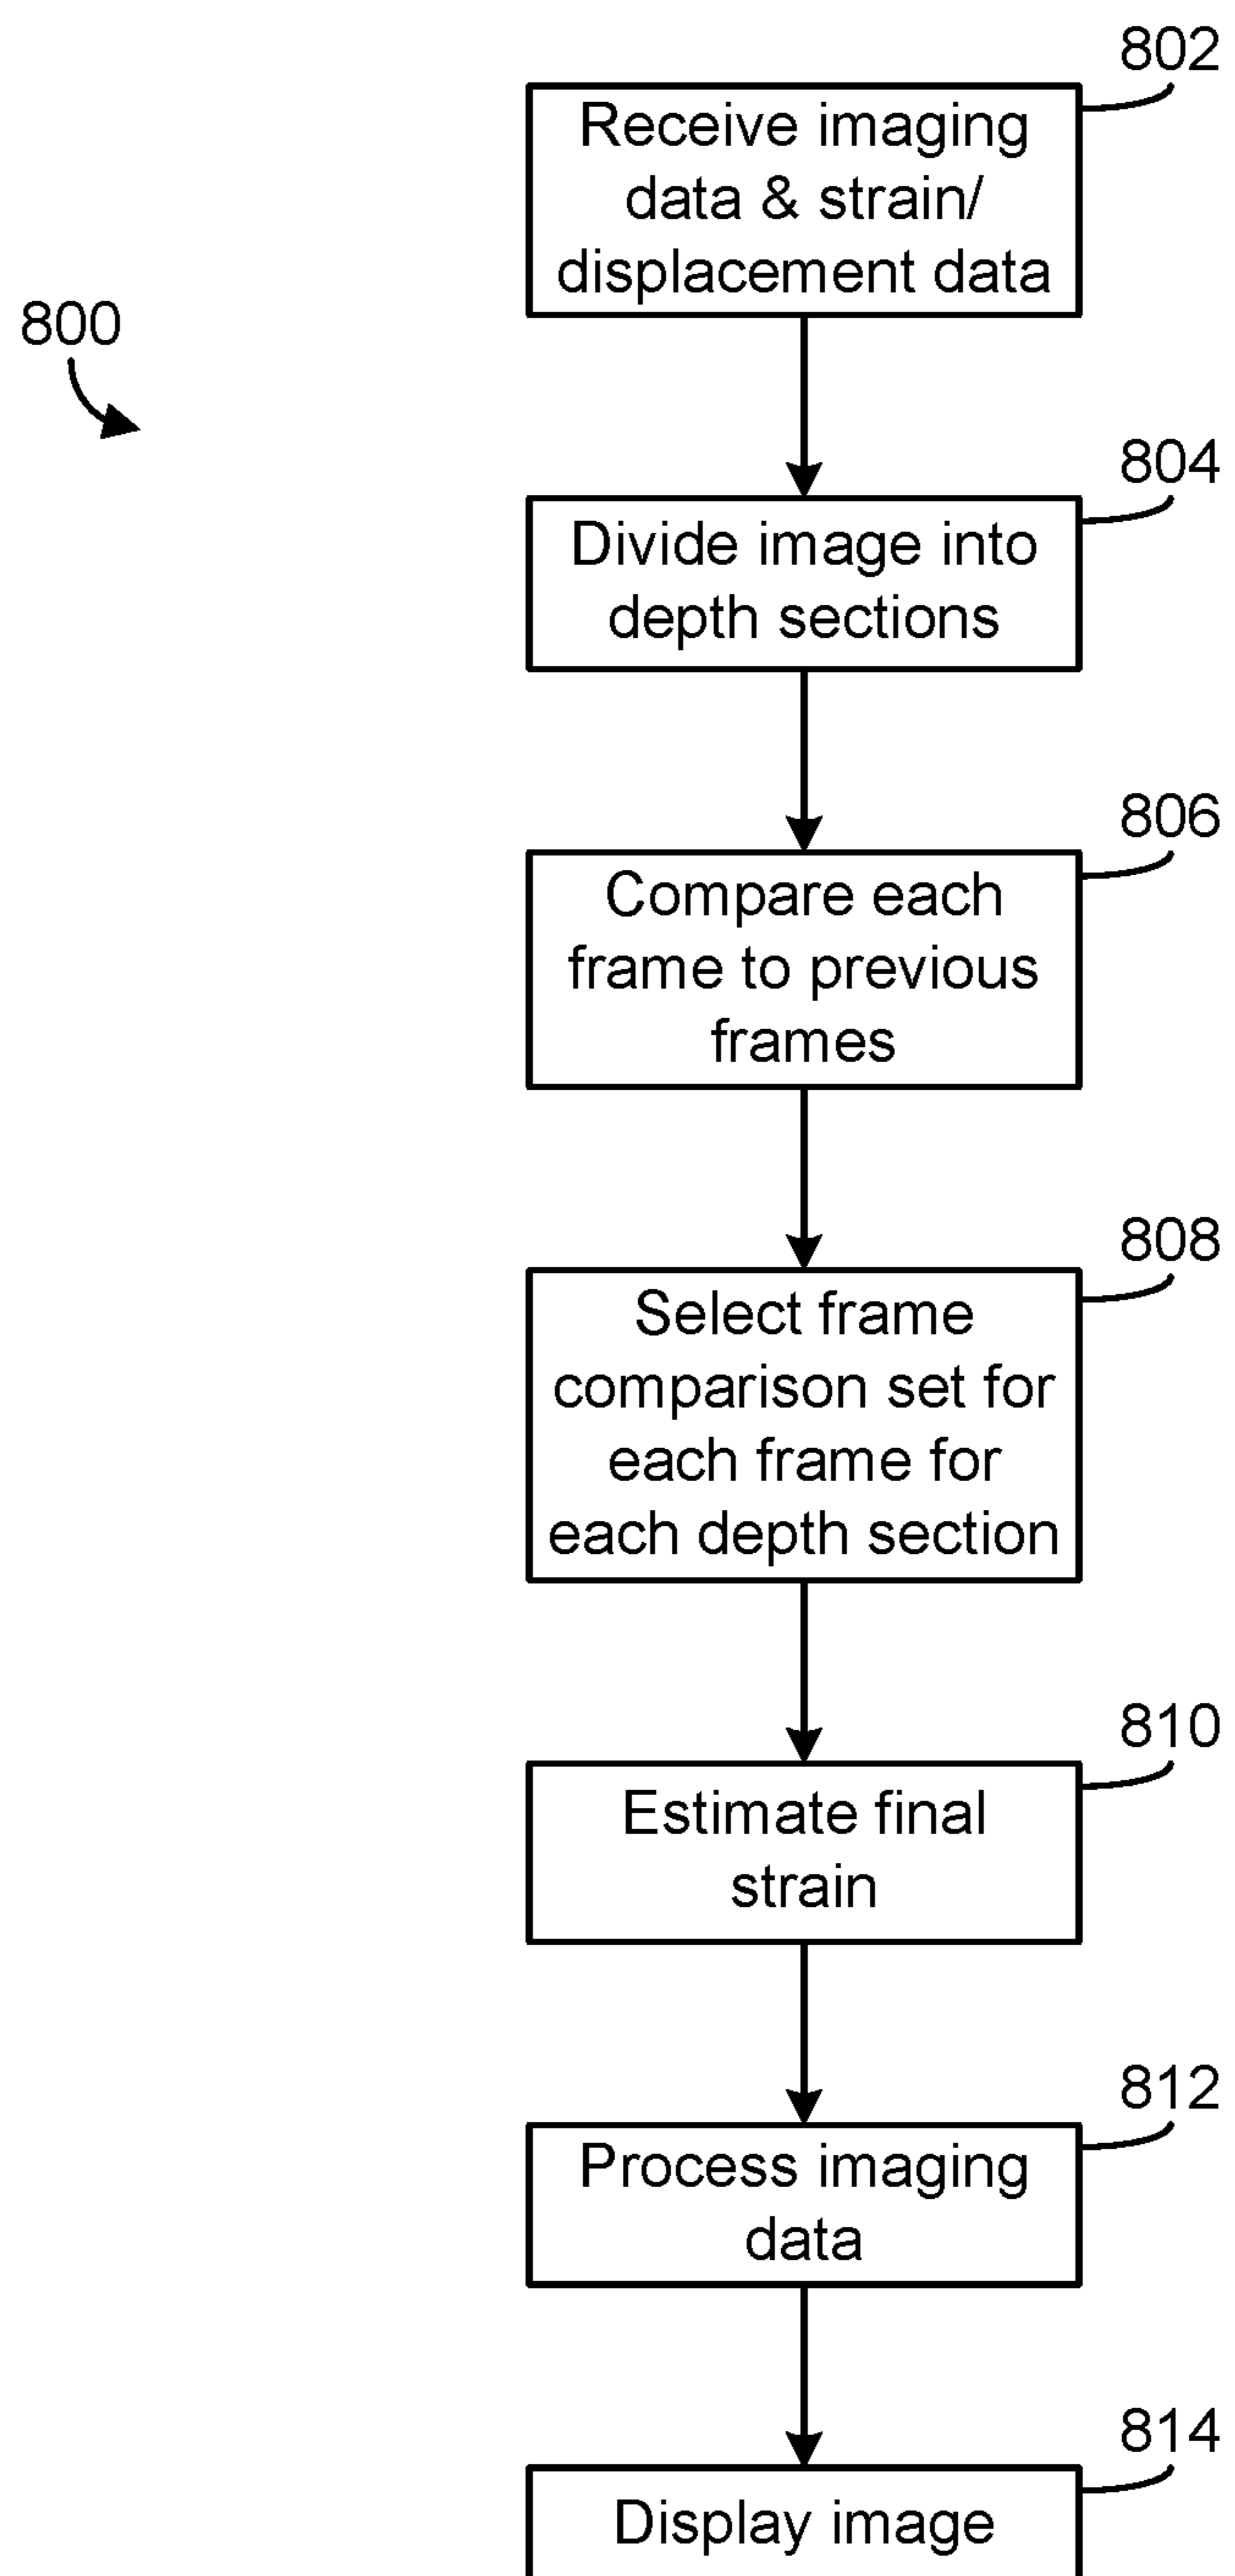 802
Receive imaging
data & strain/
displacement data
800
804
Divide image into
depth sections
806
Compare each
frame to previous
frames
808
Select frame
comparison set for
each frame for
each depth section
810
Estimate final
strain
812
Process imaging
data
814
Display image